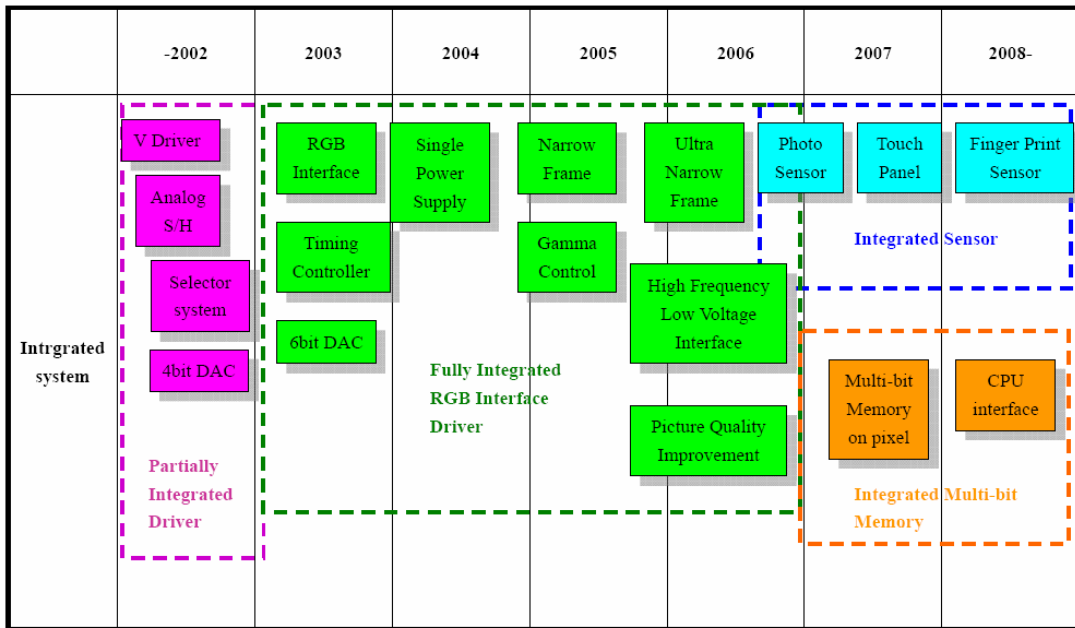 -2002
2003
2004
2005
2006
2007
2008-
Intrgrated
system
V Driver
Analog
S/H
Selector
system
4bit DAC
Partially
Integrated
Driver
RGB
Interface
Timing
Controller
6bit DAC
Single
Power
Supply
Fully Integrated
RGB Interface
Driver
Narrow
Frame
Gamma
Control
Ultra
Narrow
Frame
High Frequency
Low Voltage
Interface
Picture Quality
Improvement
Photo
Sensor
Touch
Panel
Finger Print
Sensor
Integrated Sensor
Multi-bit
Memory
on pixel
CPU
interface
Integrated Multi-bit
Memory